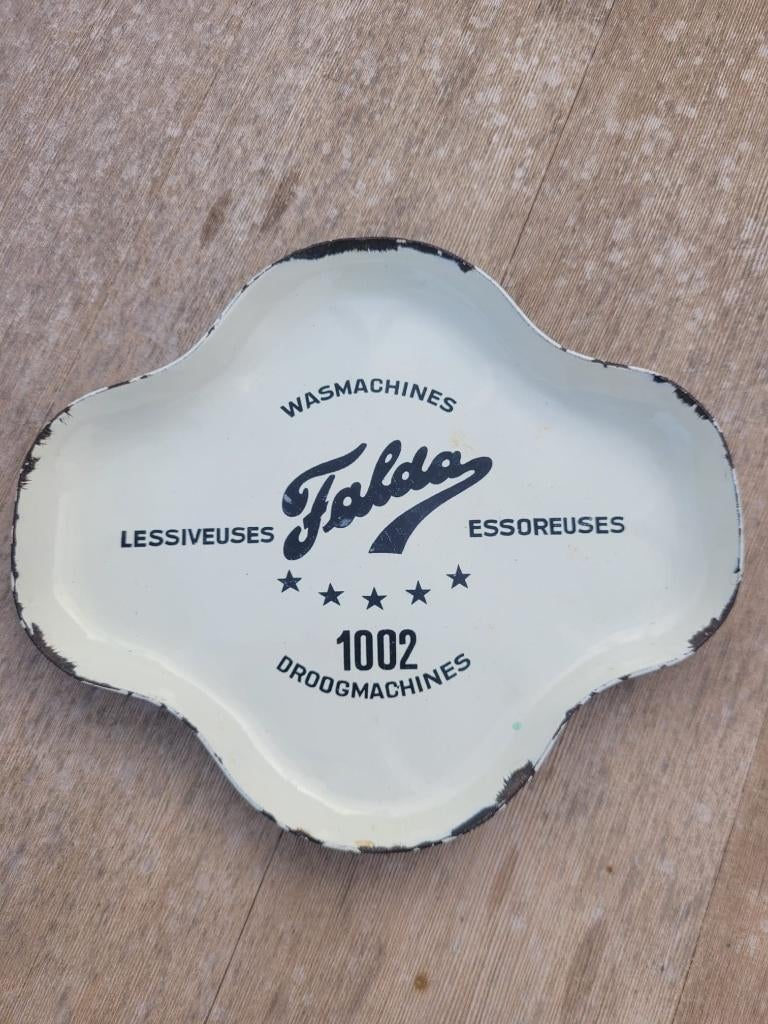 WASMACHINES
Falda
LESSIVEUSES ESSOREUSES
★★★★★
1002
DROOGMACHINES